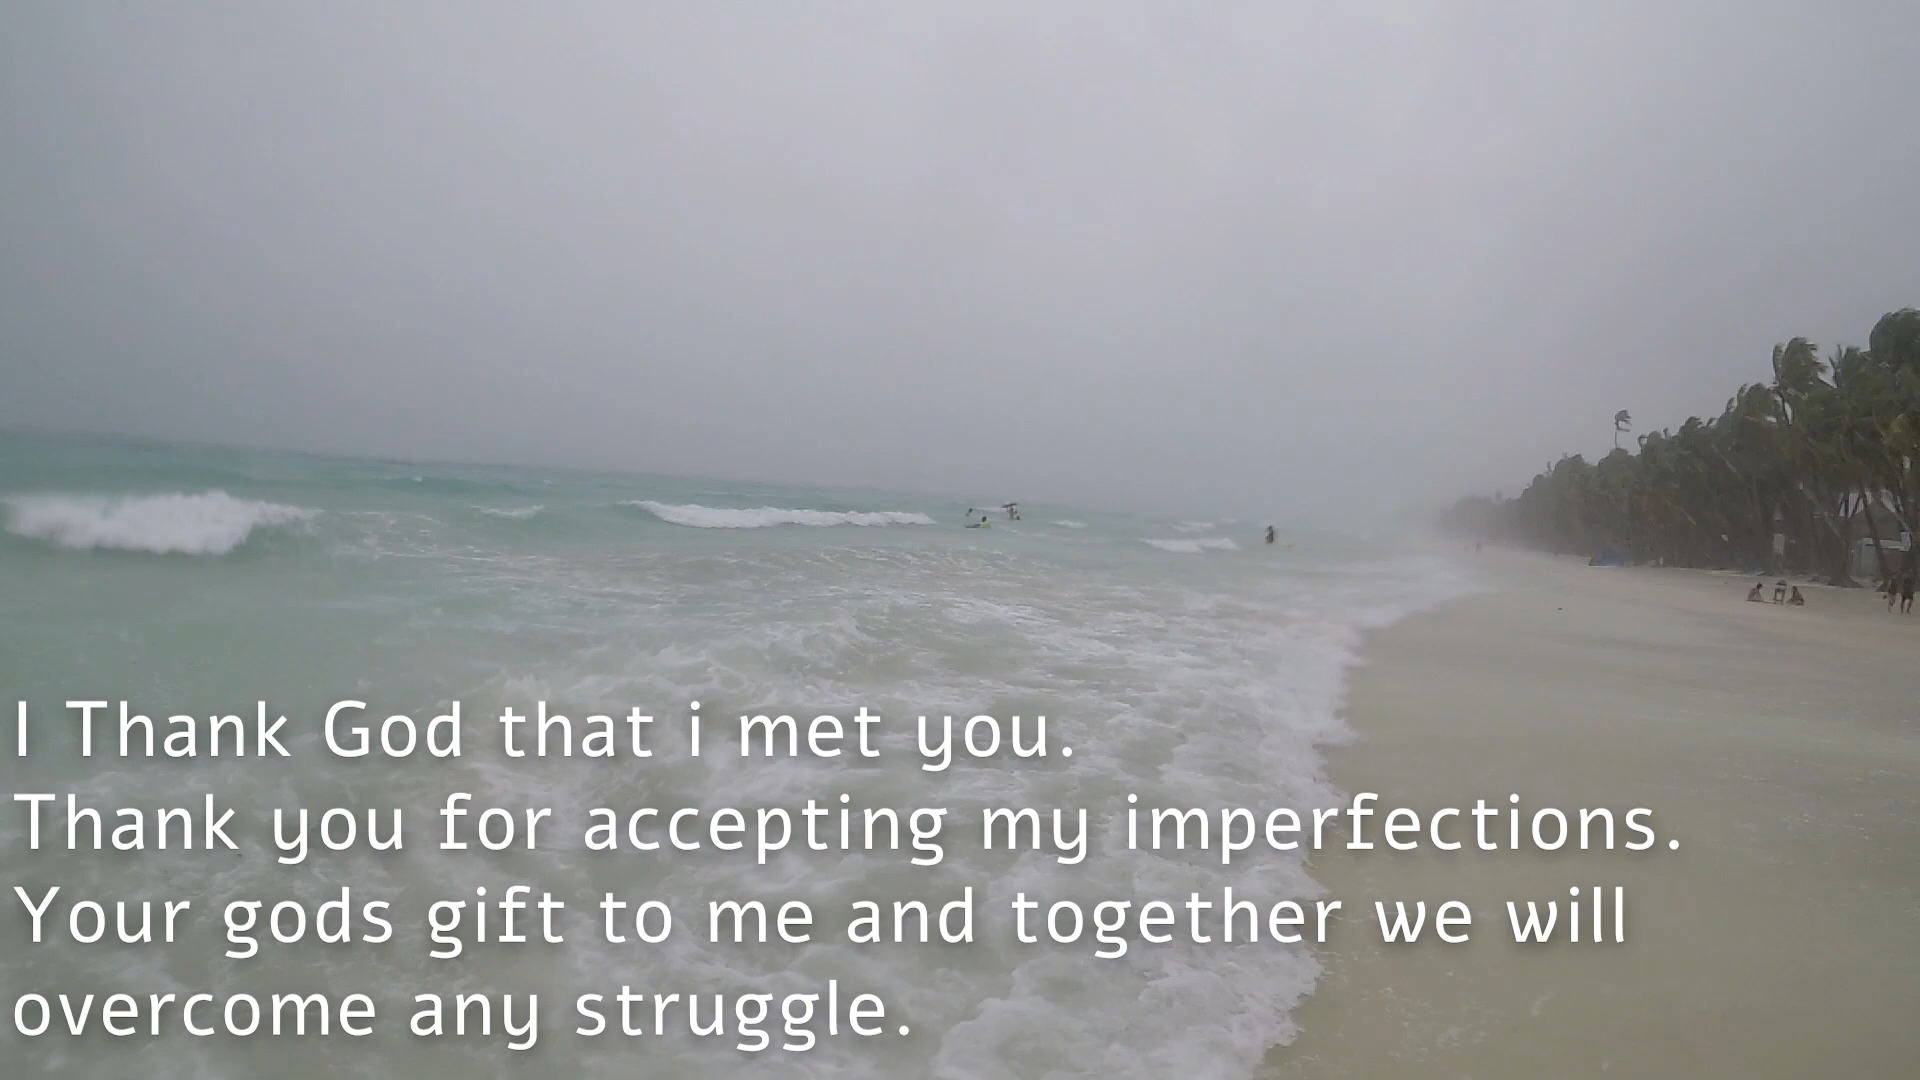 I Thank God that i met you.
Thank you for accepting my imperfections.
Your gods gift to me and together we will
overcome any struggle.